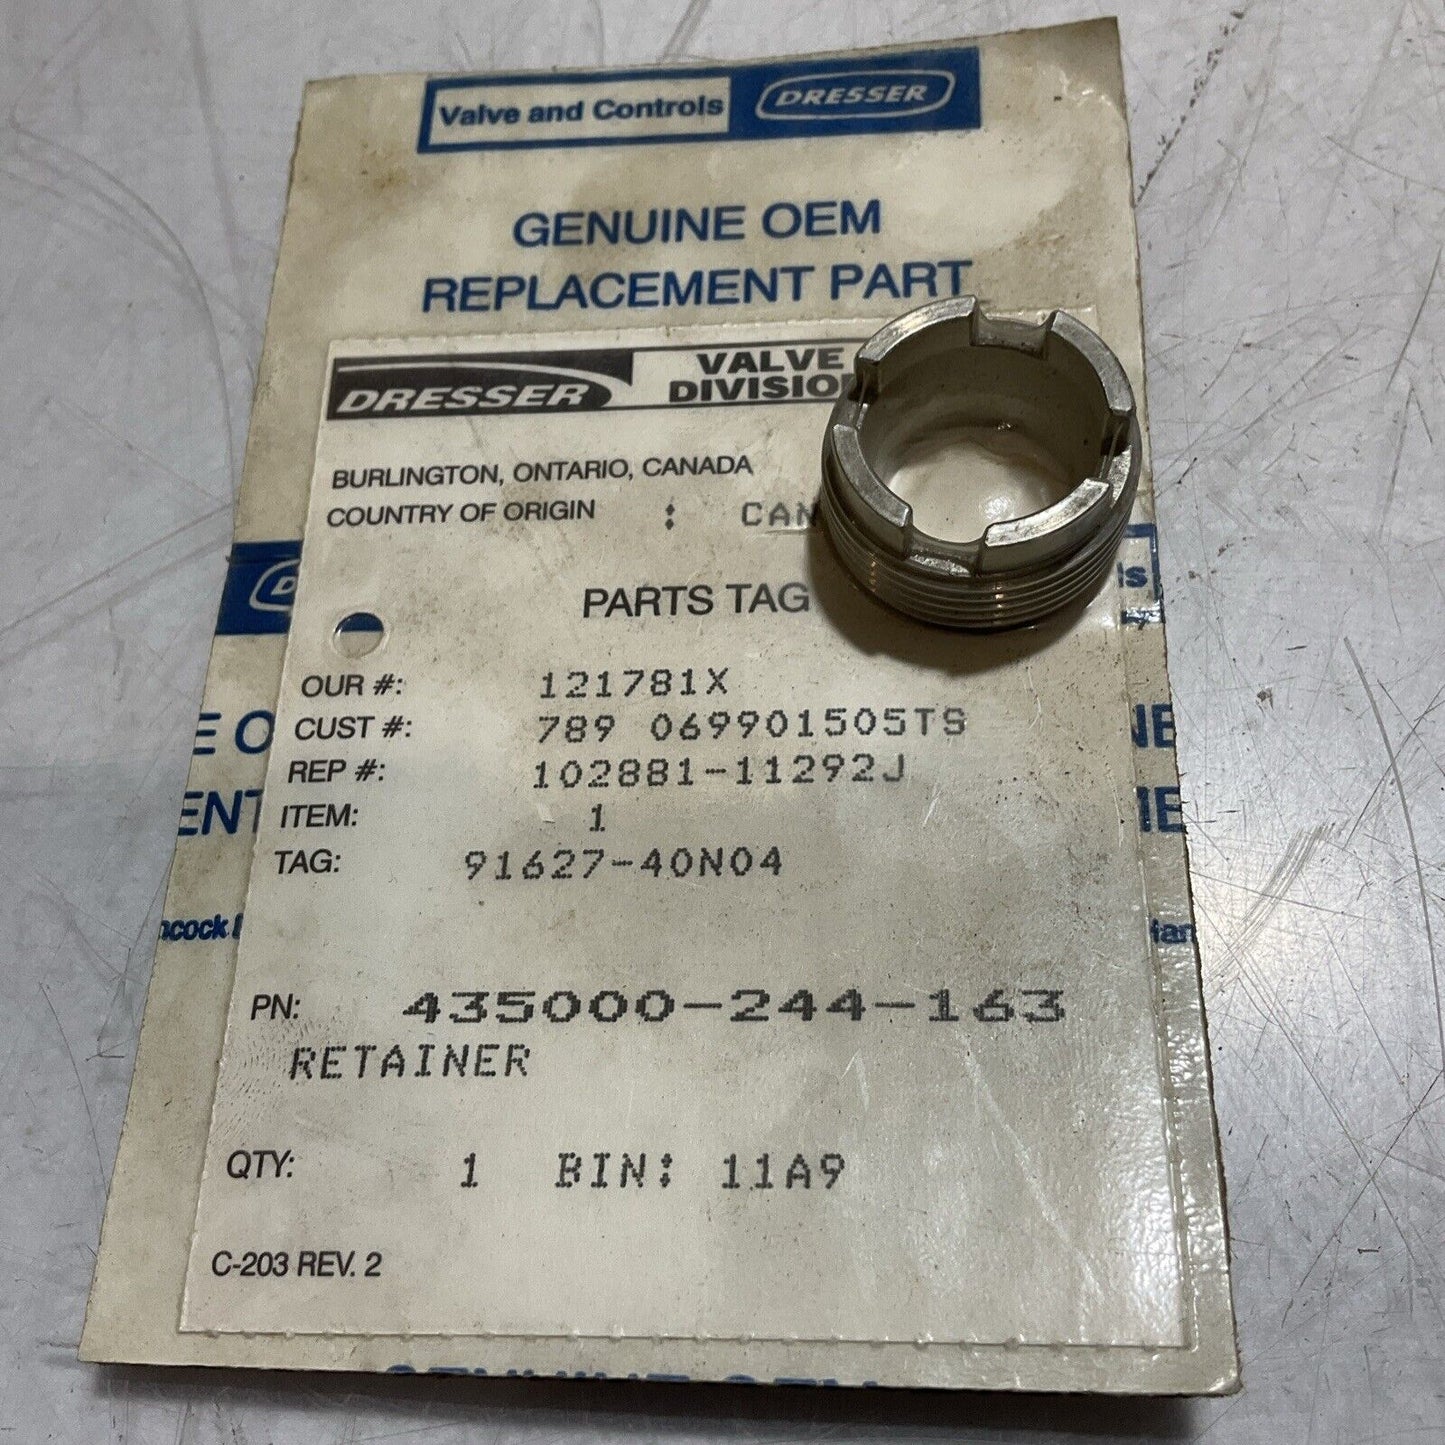 Valve and Controls DRESSER
GENUINE OEM
REPLACEMENT PART
DRESSER VALVE
DIVISION
BURLINGTON, ONTARIO, CANADA
COUNTRY OF ORIGIN : CAN
PARTS TAG
OUR #: 121781X
CUST #: 789 069901505TS
REP #: 102881-11292J
ITEM: 1
TAG: 91627-40N04
PN: 435000-244-163
RETAINER
QTY: 1 BIN: 11A9
C-203 REV. 2